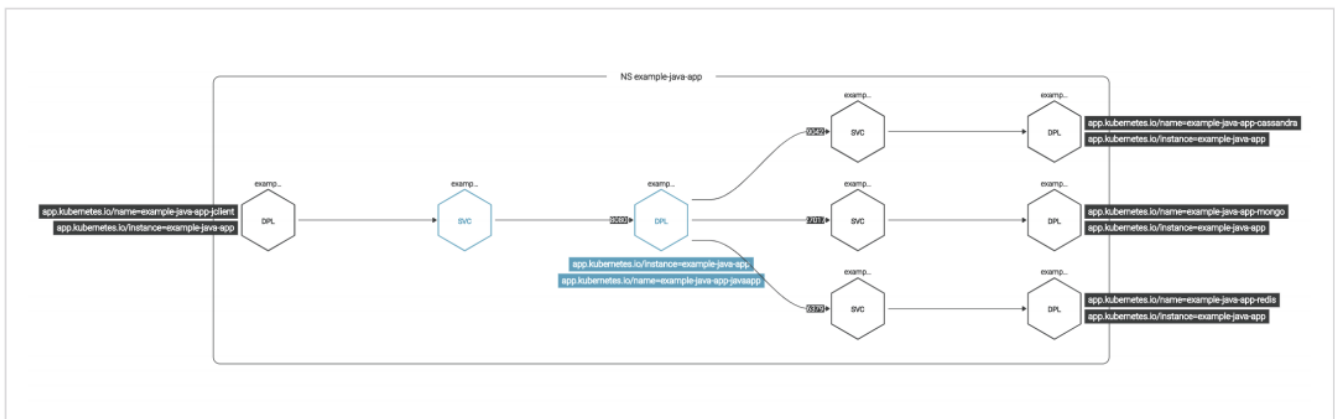 NS example-java-app
examp...
SVC
9042
examp...
DPL
app.kubernetes.io/name=example-java-app-cassandra
app.kubernetes.io/instance=example-java-app
examp...
DPL
app.kubernetes.io/name=example-java-app-jclient
app.kubernetes.io/instance=example-java-app
examp...
SVC
8080
examp...
DPL
app.kubernetes.io/instance=example-java-app
app.kubernetes.io/name=example-java-app-javaapp
examp...
SVC
examp...
DPL
app.kubernetes.io/name=example-java-app-mongo
app.kubernetes.io/instance=example-java-app
6379
examp...
SVC
examp...
DPL
app.kubernetes.io/name=example-java-app-redis
app.kubernetes.io/instance=example-java-app